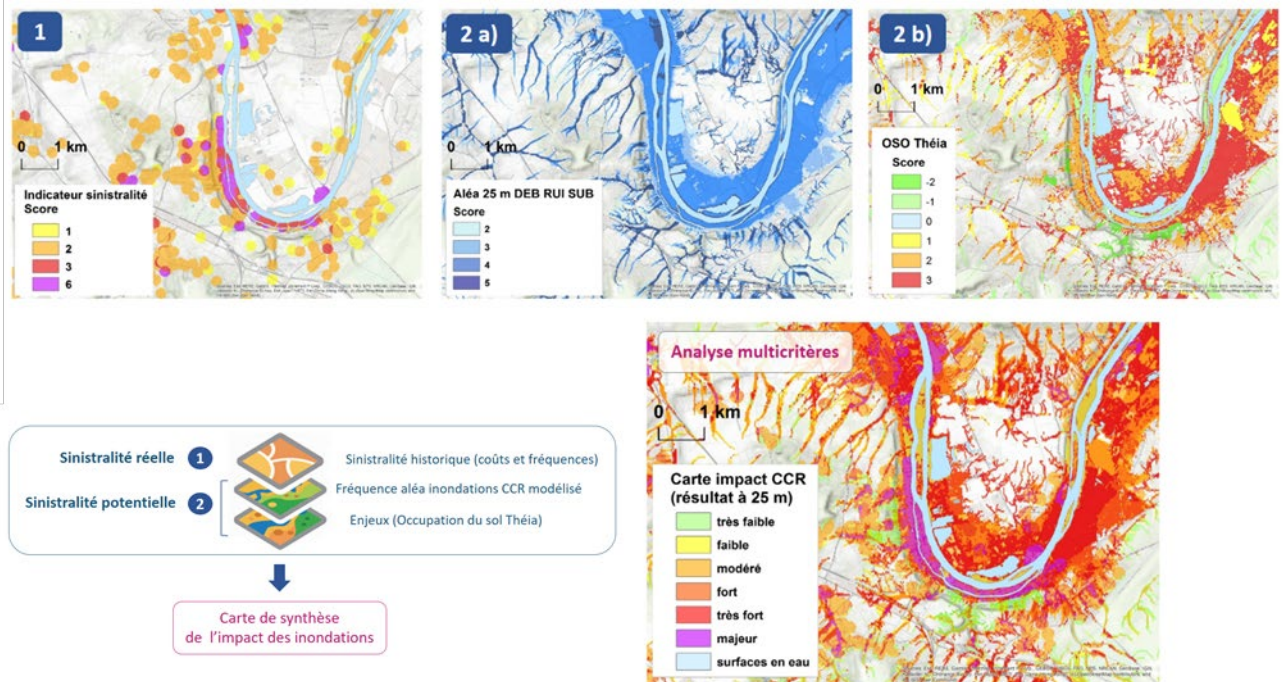 1
0 1 km
Indicateur sinistralité
Score
1
2
3
6
2 a)
0 1 km
Aléa 25 m DEB RUI SUB
Score
2
3
4
5
2 b)
0 1 km
OSO Théia
Score
-2
-1
0
1
2
3
Analyse multicritères
0 1 km
Carte impact CCR
(résultat à 25 m)
très faible
faible
modéré
fort
très fort
majeur
surfaces en eau
Sinistralité réelle 1
Sinistralité historique (coûts et fréquences)
Sinistralité potentielle 2
Fréquence aléa inondations CCR modélisé
Enjeux (Occupation du sol Théia)
Carte de synthèse
de l’impact des inondations